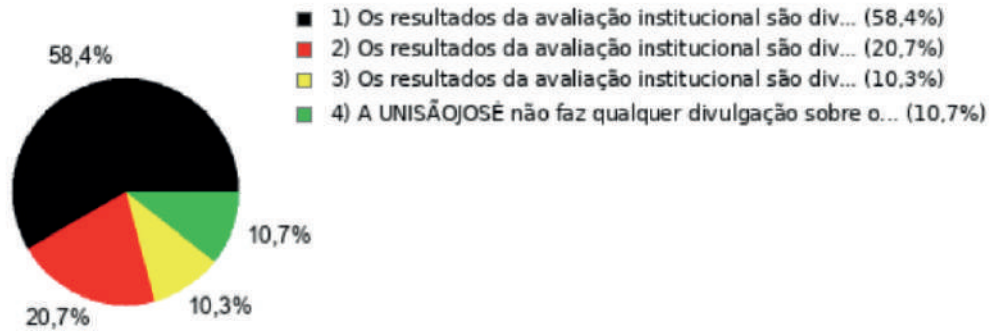 1) Os resultados da avaliação institucional são div... (58,4%)
2) Os resultados da avaliação institucional são div... (20,7%)
3) Os resultados da avaliação institucional são div... (10,3%)
4) A UNISÃOJOSÉ não faz qualquer divulgação sobre o... (10,7%)
58,4%
10,7%
10,3%
20,7%